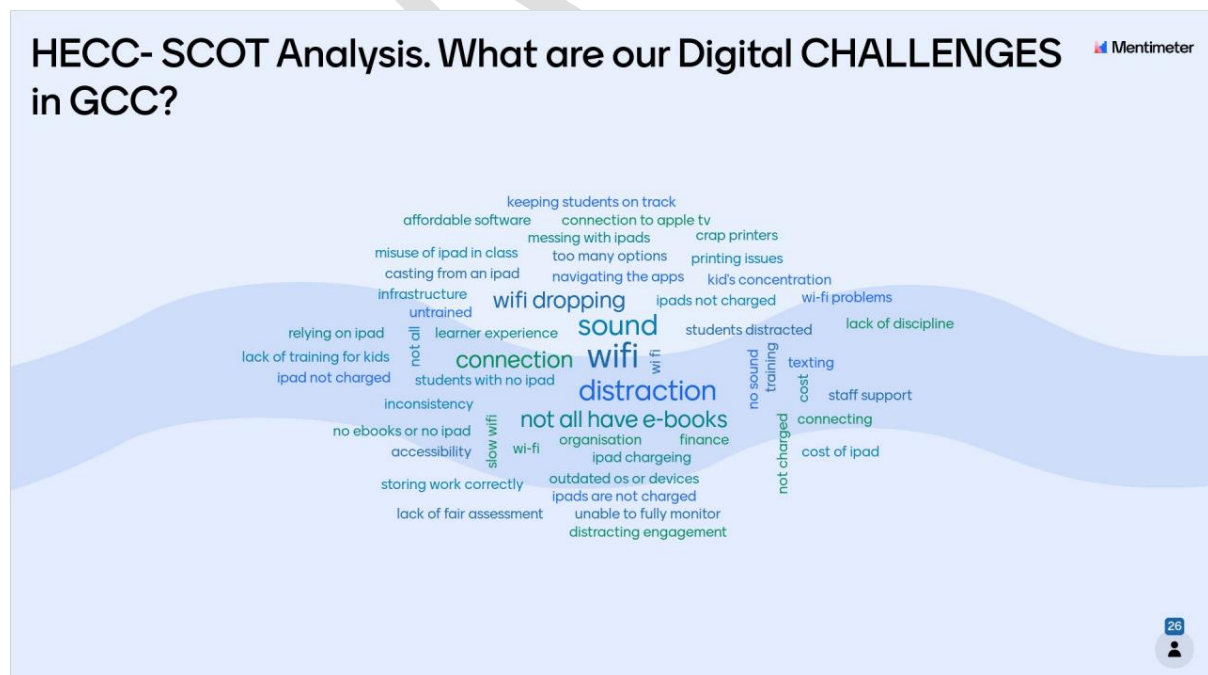 HECC- SCOT Analysis. What are our Digital CHALLENGES
in GCC?
Mentimeter
keeping students on track
affordable software
connection to apple tv
messing with ipads
crap printers
misuse of ipad in class
too many options
printing issues
casting from an ipad
navigating the apps
kid's concentration
infrastructure
wifi dropping
ipads not charged
wi-fi problems
untrained
sound
lack of discipline
relying on ipad
not all
learner experience
students distracted
lack of training for kids
connection
wifi
wi fi
no sound
training
texting
ipad not charged
students with no ipad
distraction
cost
staff support
inconsistency
not all have e-books
connecting
no ebooks or no ipad
slow wifi
organisation
finance
not charged
accessibility
wi-fi
ipad chargeing
cost of ipad
storing work correctly
outdated os or devices
ipads are not charged
lack of fair assessment
unable to fully monitor
distracting engagement
26